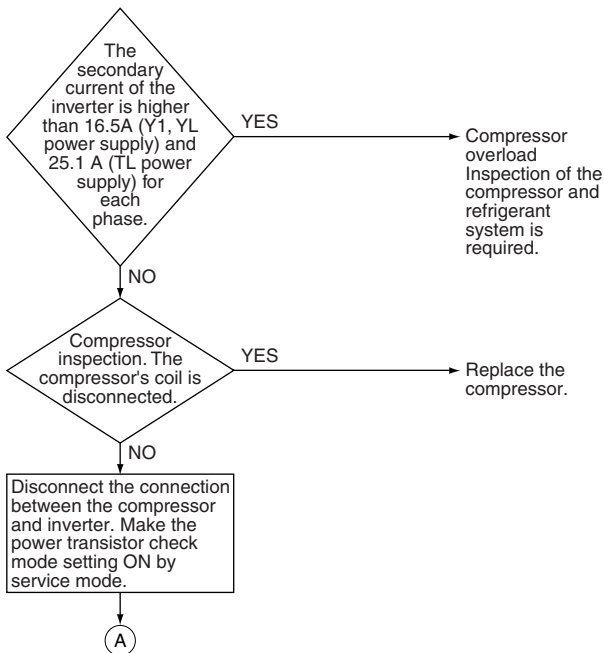 The
secondary
current of the
inverter is higher
than 16.5A (Y1, YL
power supply) and
25.1 A (TL power
supply) for
each
phase.
YES
Compressor
overload
Inspection of the
compressor and
refrigerant
system is
required.
NO
Compressor
inspection. The
compressor's coil is
disconnected.
YES
Replace the
compressor.
NO
Disconnect the connection
between the compressor
and inverter. Make the
power transistor check
mode setting ON by
service mode.
A